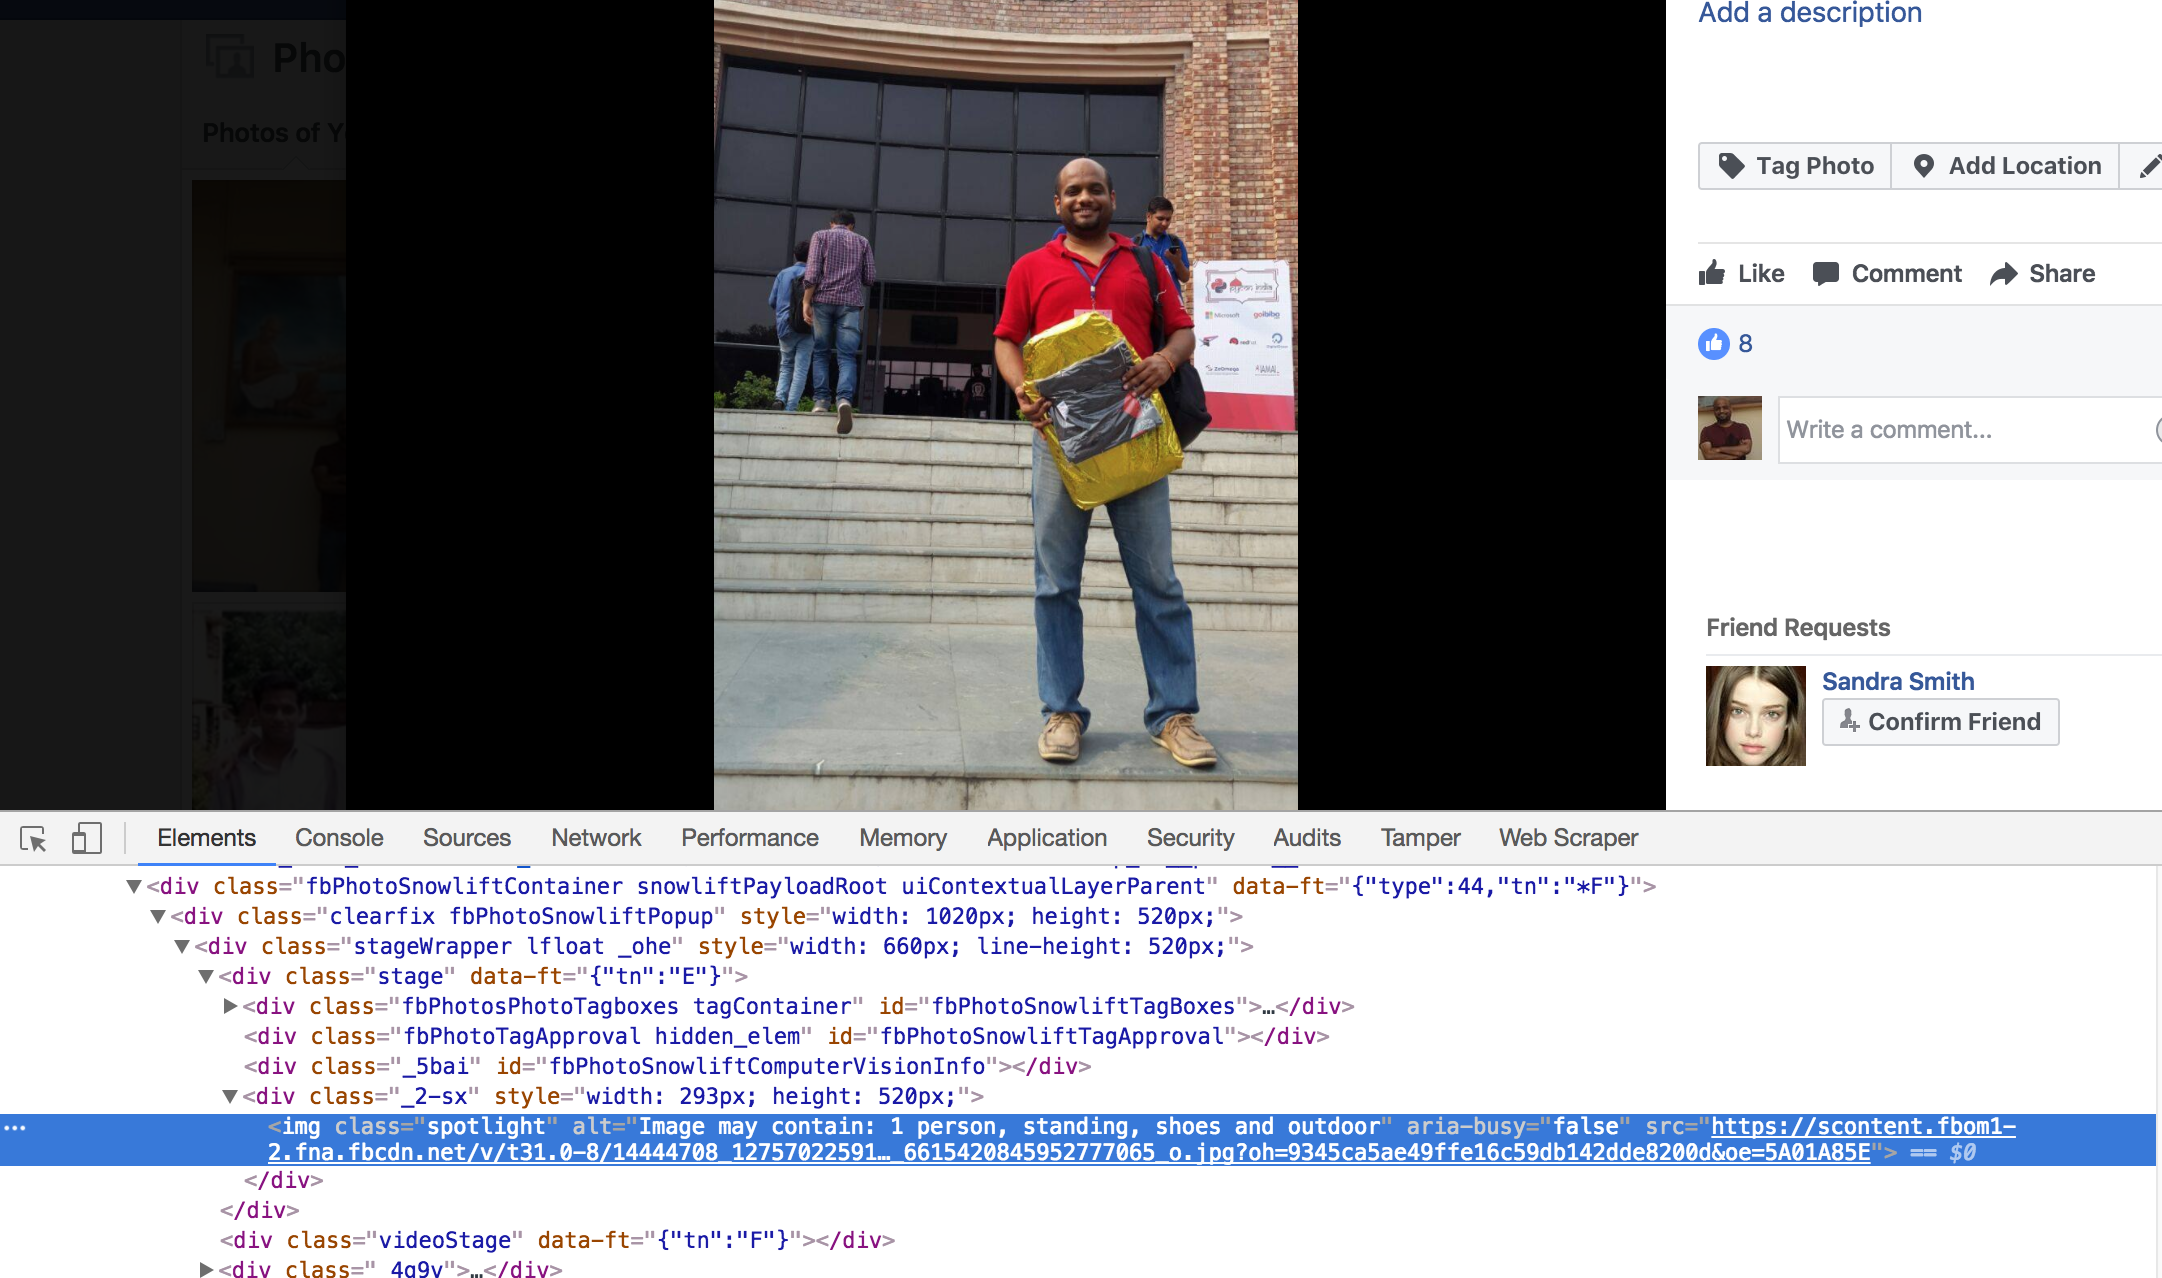 Pho
Photos of Y
Add a description
Tag Photo
Add Location
Like
Comment
Share
8
Write a comment...
Friend Requests
Sandra Smith
Confirm Friend
pycon india
Microsoft
goibibo
redhat
ZeOmega
Elements Console Sources Network Performance Memory Application Security Audits Tamper Web Scraper
▼<div class="fbPhotoSnowliftContainer snowliftPayloadRoot uiContextualLayerParent" data-ft="{"type":44,"tn":"*F"}">
▼<div class="clearfix fbPhotoSnowliftPopup" style="width: 1020px; height: 520px;">
▼<div class="stageWrapper lfloat _ohe" style="width: 660px; line-height: 520px;">
▼<div class="stage" data-ft="{"tn":"E"}">
▶<div class="fbPhotosPhotoTagboxes tagContainer" id="fbPhotoSnowliftTagBoxes">…</div>
<div class="fbPhotoTagApproval hidden_elem" id="fbPhotoSnowliftTagApproval"></div>
<div class="_5bai" id="fbPhotoSnowliftComputerVisionInfo"></div>
▼<div class="_2-sx" style="width: 293px; height: 520px;">
<img class="spotlight" alt="Image may contain: 1 person, standing, shoes and outdoor" aria-busy="false" src="https://scontent.fbom1-
2.fna.fbcdn.net/v/t31.0-8/14444708_12757022591…_6615420845952777065_o.jpg?oh=9345ca5ae49ffe16c59db142dde8200d&oe=5A01A85E"> == $0
</div>
</div>
<div class="videoStage" data-ft="{"tn":"F"}"></div>
▶<div class="_4g9v">…</div>